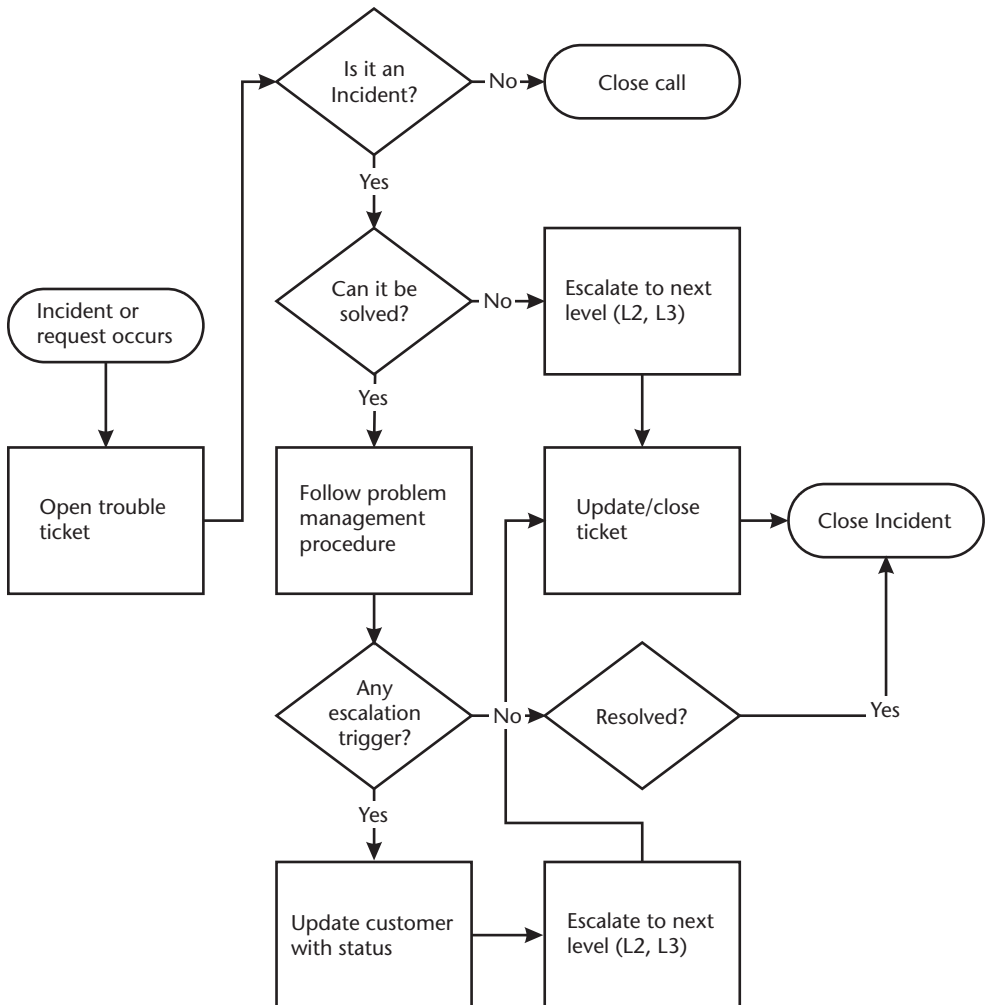 Is it an
Incident?
No
Close call
Yes
Can it be
solved?
No
Escalate to next
level (L2, L3)
Incident or
request occurs
Yes
Open trouble
ticket
Follow problem
management
procedure
Update/close
ticket
Close Incident
Any
escalation
trigger?
No
Resolved?
Yes
Yes
Update customer
with status
Escalate to next
level (L2, L3)